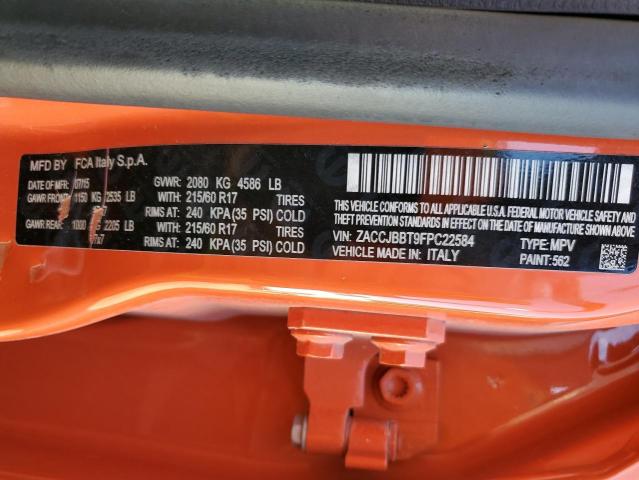 MFD BY FCA Italy S.p.A.
DATE OF MFR: 07/15 GVWR: 2080 KG 4586 LB
GAWR FRONT: 1150 KG 2535 LB WITH 215/60 R17
RIMS AT: 240 KPA (35 PSI) COLD
GAWR REAR: 1000 2205 LB WITH 215/60 R17
RIMS AT: 240 KPA (35 PSI) COLD
THIS VEHICLE CONFORMS TO ALL APPLICABLE FEDERAL MOTOR VEHICLE SAFETY
AND THEFT PREVENTION STANDARDS IN EFFECT ON THE DATE OF MANUFACTURE
SHOWN ABOVE.
VIN: ZACCJBBT9FPC22584 TYPE: MPV
VEHICLE MADE IN: ITALY PAINT: 562